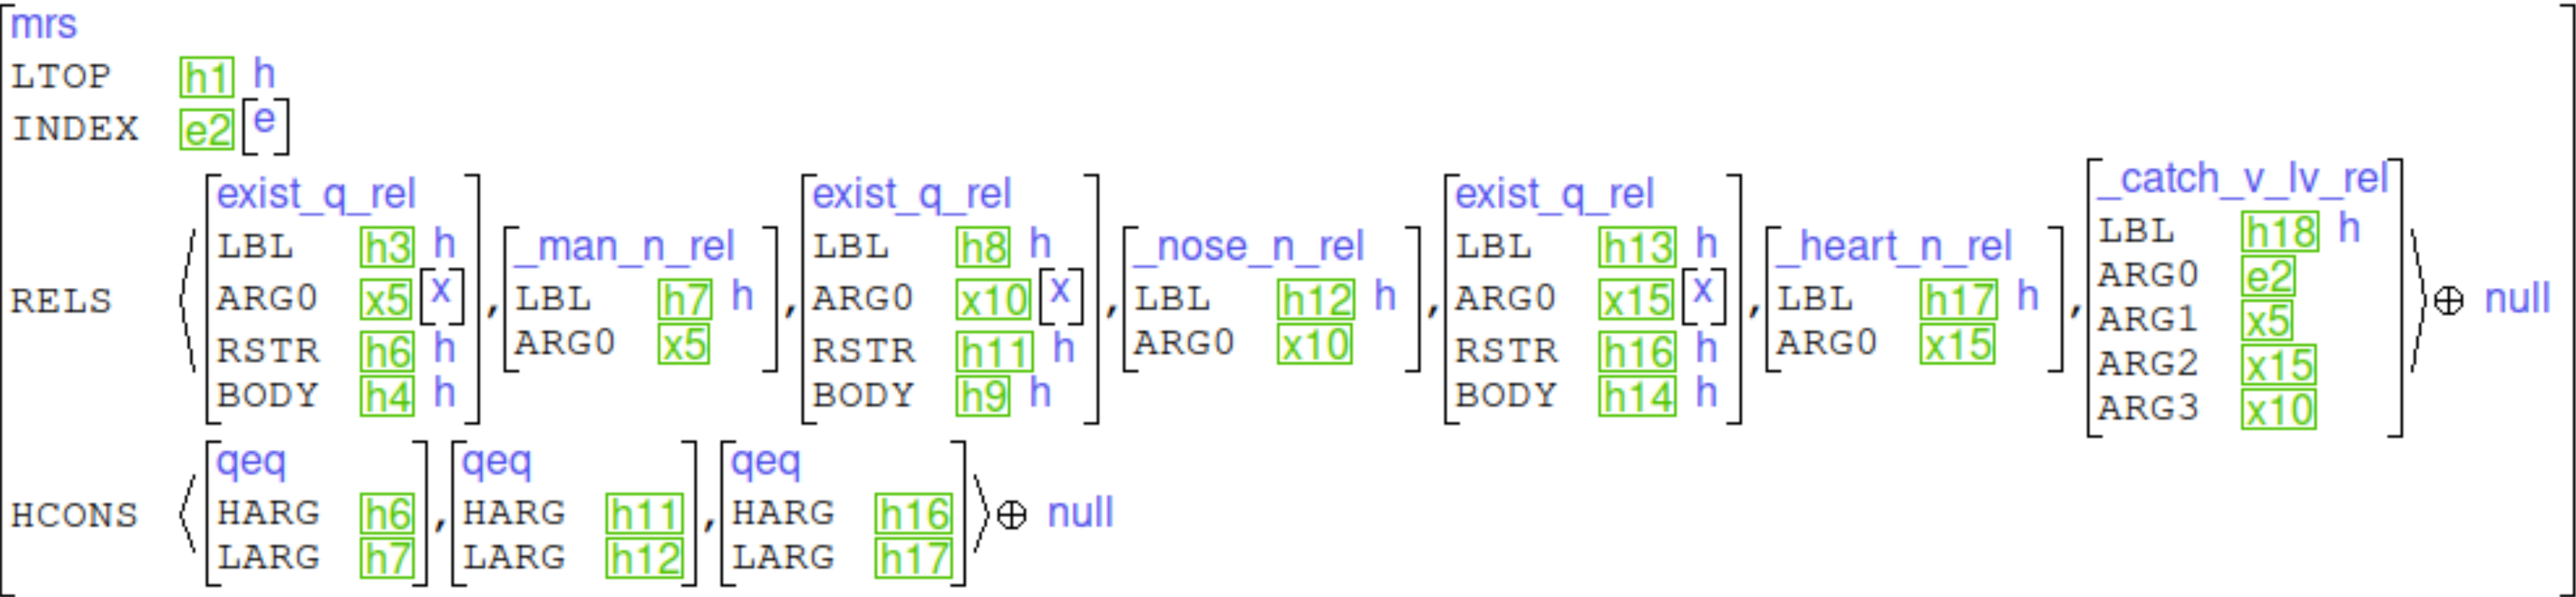 mrs
LTOP h1 h
INDEX e2 [e]
exist_q_rel exist_q_rel exist_q_rel _catch_v_lv_rel
LBL h3 h _man_n_rel LBL h8 h _nose_n_rel LBL h13 h _heart_n_rel LBL h18 h
RELS ⟨ ARG0 x5 [x] , LBL h7 h , ARG0 x10 [x] , LBL h12 h , ARG0 x15 [x] , LBL h17 h , ARG0 e2 ⟩ ⊕ null
ARG1 x5
RSTR h6 h ARG0 x5 RSTR h11 h ARG0 x10 RSTR h16 h ARG0 x15 ARG2 x15
BODY h4 h BODY h9 h BODY h14 h ARG3 x10
qeq qeq qeq
HCONS ⟨ HARG h6 , HARG h11 , HARG h16 ⟩ ⊕ null
LARG h7 LARG h12 LARG h17